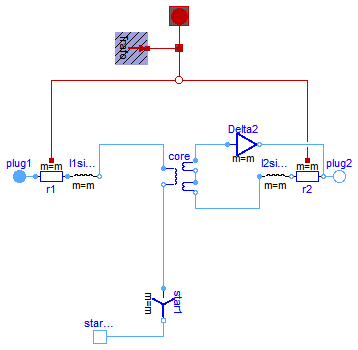 Trafo
core
Delta2
m=m
plug1
m=m
r1
l1si...
m=m
l2si...
m=m
m=m
r2
plug2
star1
m=m
star...